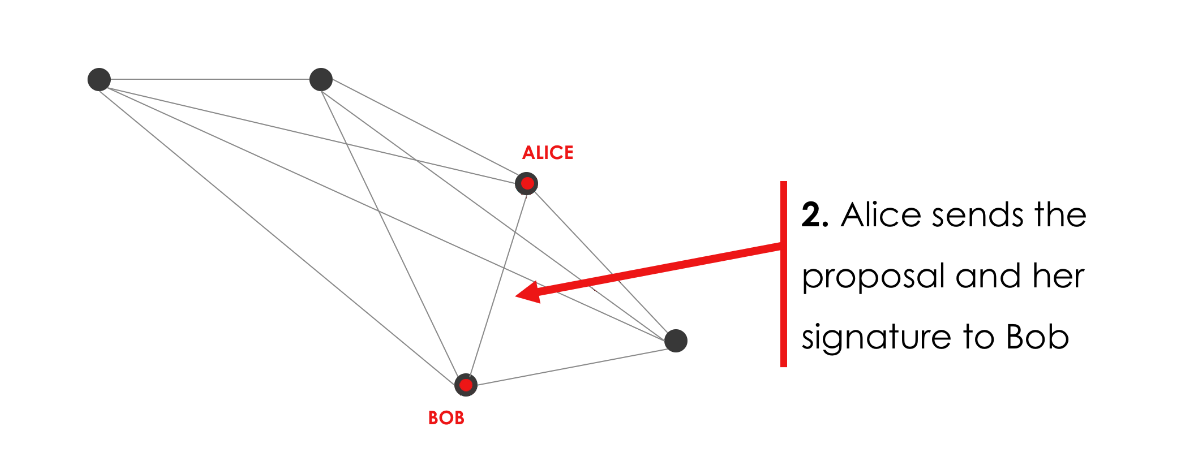 ALICE
2. Alice sends the
proposal and her
signature to Bob
BOB